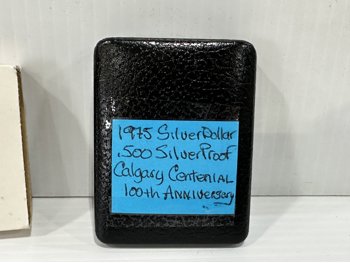 1975 Silver Dollar
.500 Silver Proof
Calgary Centenial
100th Anniversary